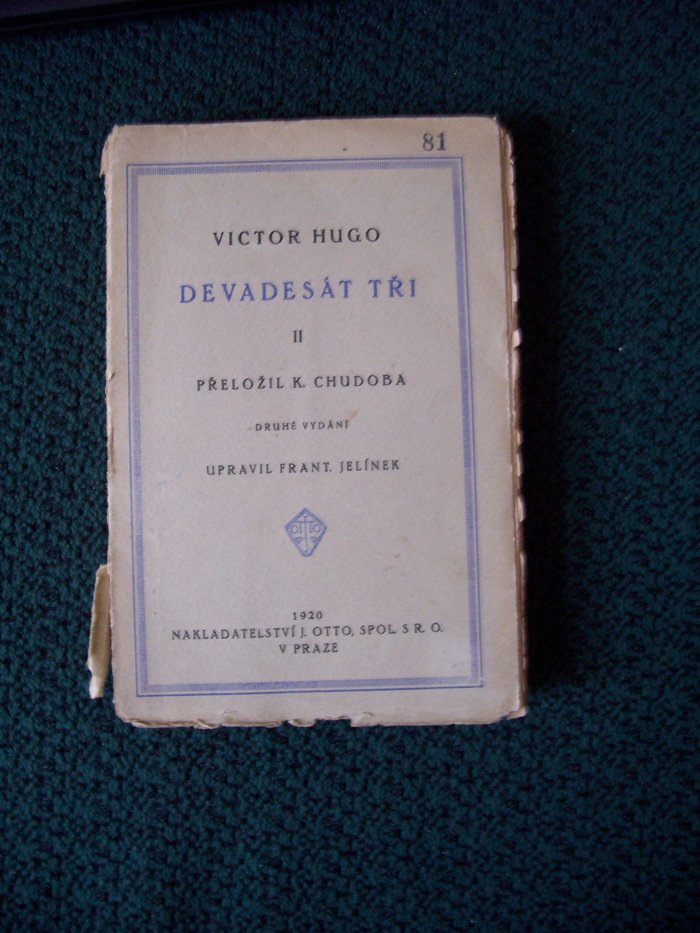 81
VICTOR HUGO
DEVADESÁT TŘI
II
PŘELOŽIL K. CHUDOBA
DRUHÉ VYDÁNÍ
UPRAVIL FRANT. JELÍNEK
OTTO
1920
NAKLADATELSTVÍ J. OTTO, SPOL. S R. O.
V PRAZE